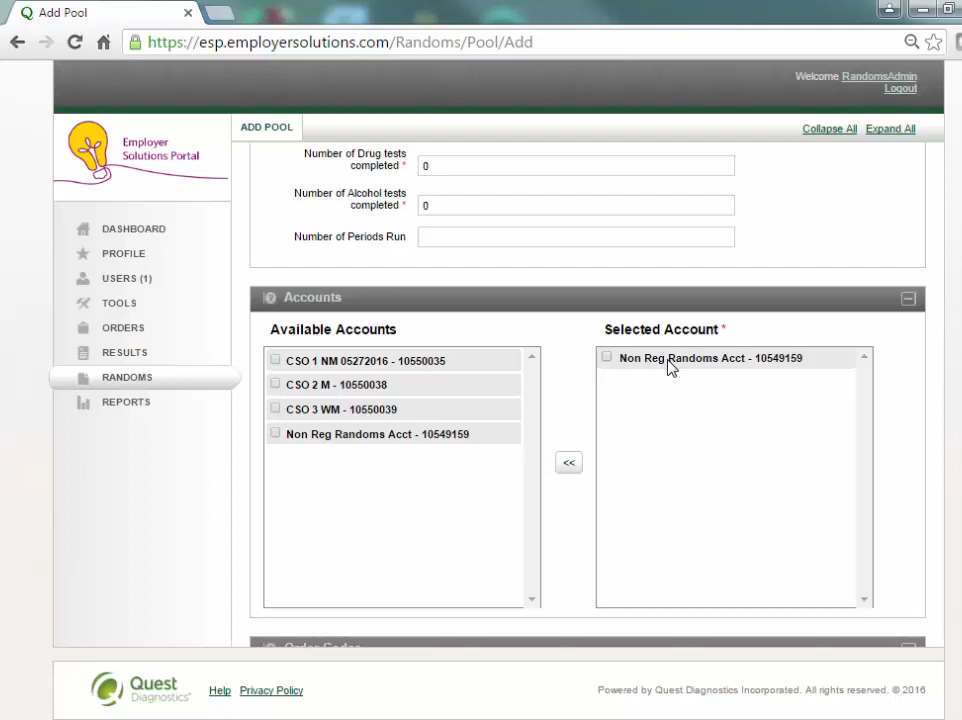 Q Add Pool
https://esp.employersolutions.com/Randoms/Pool/Add
Welcome RandomsAdmin
Logout
Employer
Solutions Portal
ADD POOL
Collapse All Expand All
Number of Drug tests
completed * 0
Number of Alcohol tests
completed * 0
Number of Periods Run
DASHBOARD
PROFILE
USERS (1)
TOOLS
ORDERS
RESULTS
RANDOMS
REPORTS
Accounts
Available Accounts
CSO 1 NM 05272016 - 10550035
CSO 2 M - 10550038
CSO 3 WM - 10550039
Non Reg Randoms Acct - 10549159
<<
Selected Account *
Non Reg Randoms Acct - 10549159
Order Codes
Quest
Diagnostics
Help Privacy Policy
Powered by Quest Diagnostics Incorporated. All rights reserved. © 2016